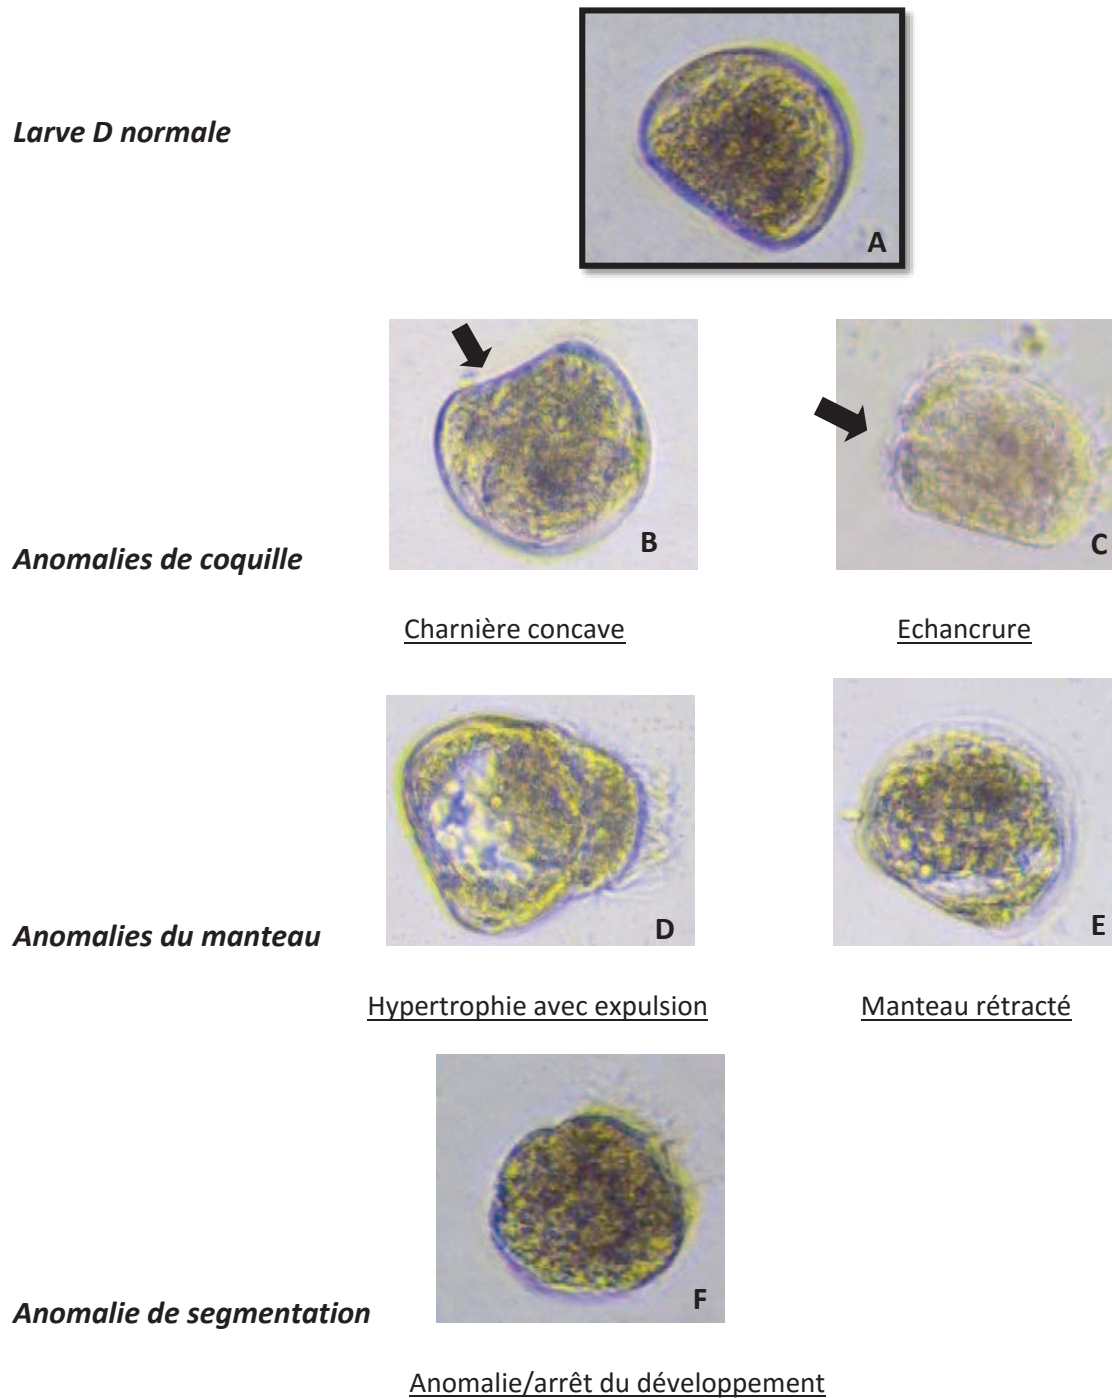 Larve D normale
A
B
C
Anomalies de coquille
Charnière concave
Echancrure
D
E
Anomalies du manteau
Hypertrophie avec expulsion
Manteau rétracté
F
Anomalie de segmentation
Anomalie/arrêt du développement